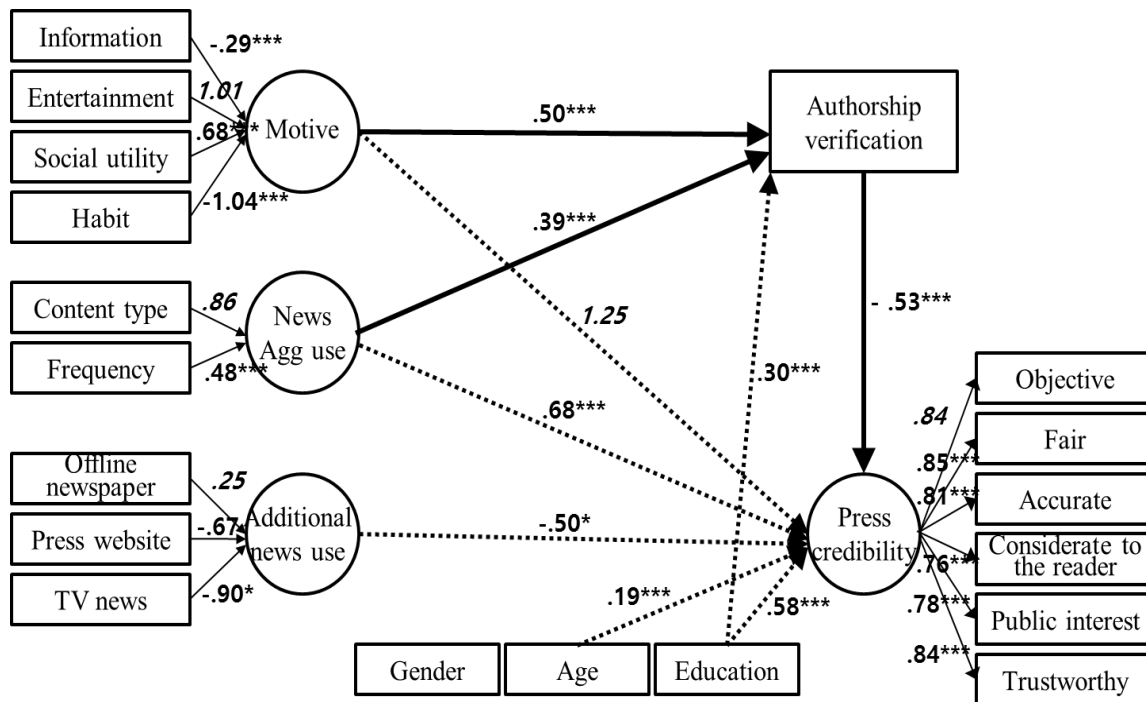 Information
-.29***
Entertainment
1.01
Motive
.68***
Social utility
Habit
-1.04***
.50***
Authorship
verification
.39***
Content type
.86
News
Agg use
Frequency
.48***
1.25
- .53***
.30***
.68***
Offline
newspaper
.25
Press website
-.67
Additional
news use
TV news
-.90*
-.50*
Press
credibility
.19***
.58***
Gender
Age
Education
Objective
.84
Fair
.85***
Accurate
.81***
Considerate to
the reader
.76***
Public interest
.78***
Trustworthy
.84***